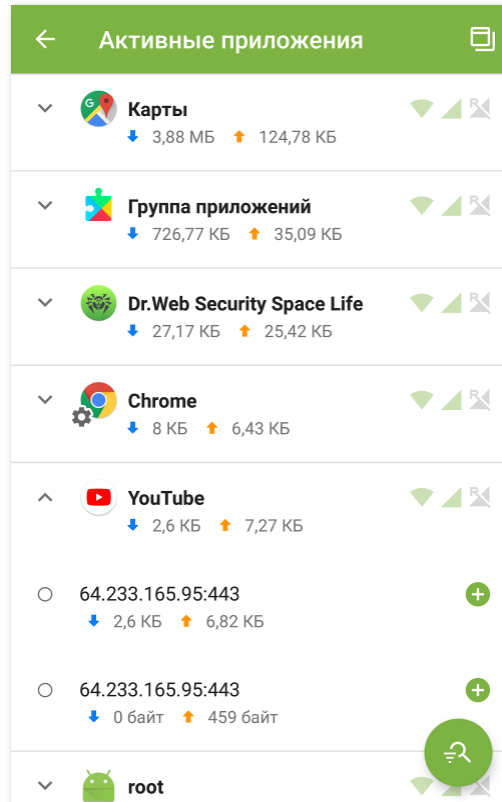 Активные приложения
Карты
3,88 МБ 124,78 КБ
Группа приложений
726,77 КБ 35,09 КБ
Dr.Web Security Space Life
27,17 КБ 25,42 КБ
Chrome
8 КБ 6,43 КБ
YouTube
2,6 КБ 7,27 КБ
64.233.165.95:443
2,6 КБ 6,82 КБ
64.233.165.95:443
0 байт 459 байт
root